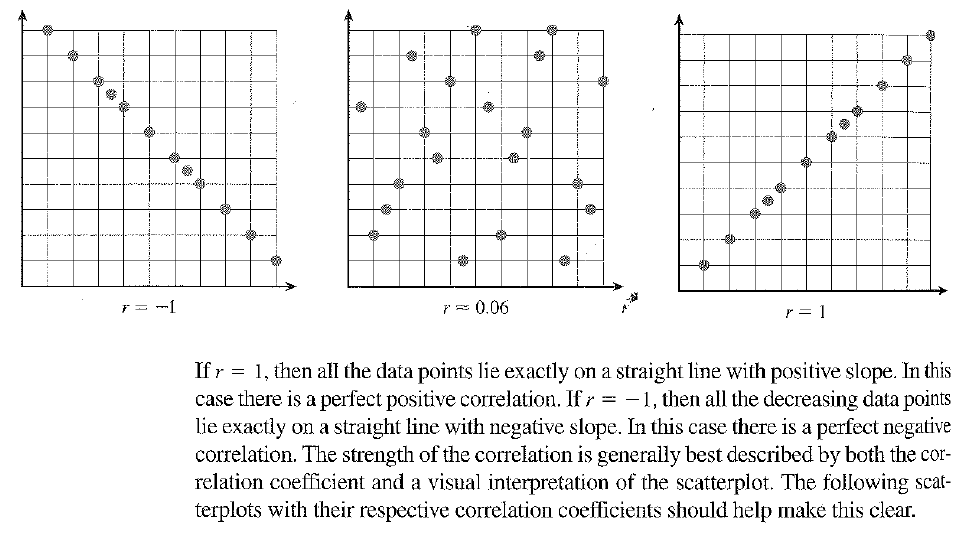 r = −1
r ≈ 0.06
r = 1
If r = 1, then all the data points lie exactly on a straight line with positive slope. In this
case there is a perfect positive correlation. If r = −1, then all the decreasing data points
lie exactly on a straight line with negative slope. In this case there is a perfect negative
correlation. The strength of the correlation is generally best described by both the cor-
relation coefficient and a visual interpretation of the scatterplot. The following scat-
terplots with their respective correlation coefficients should help make this clear.